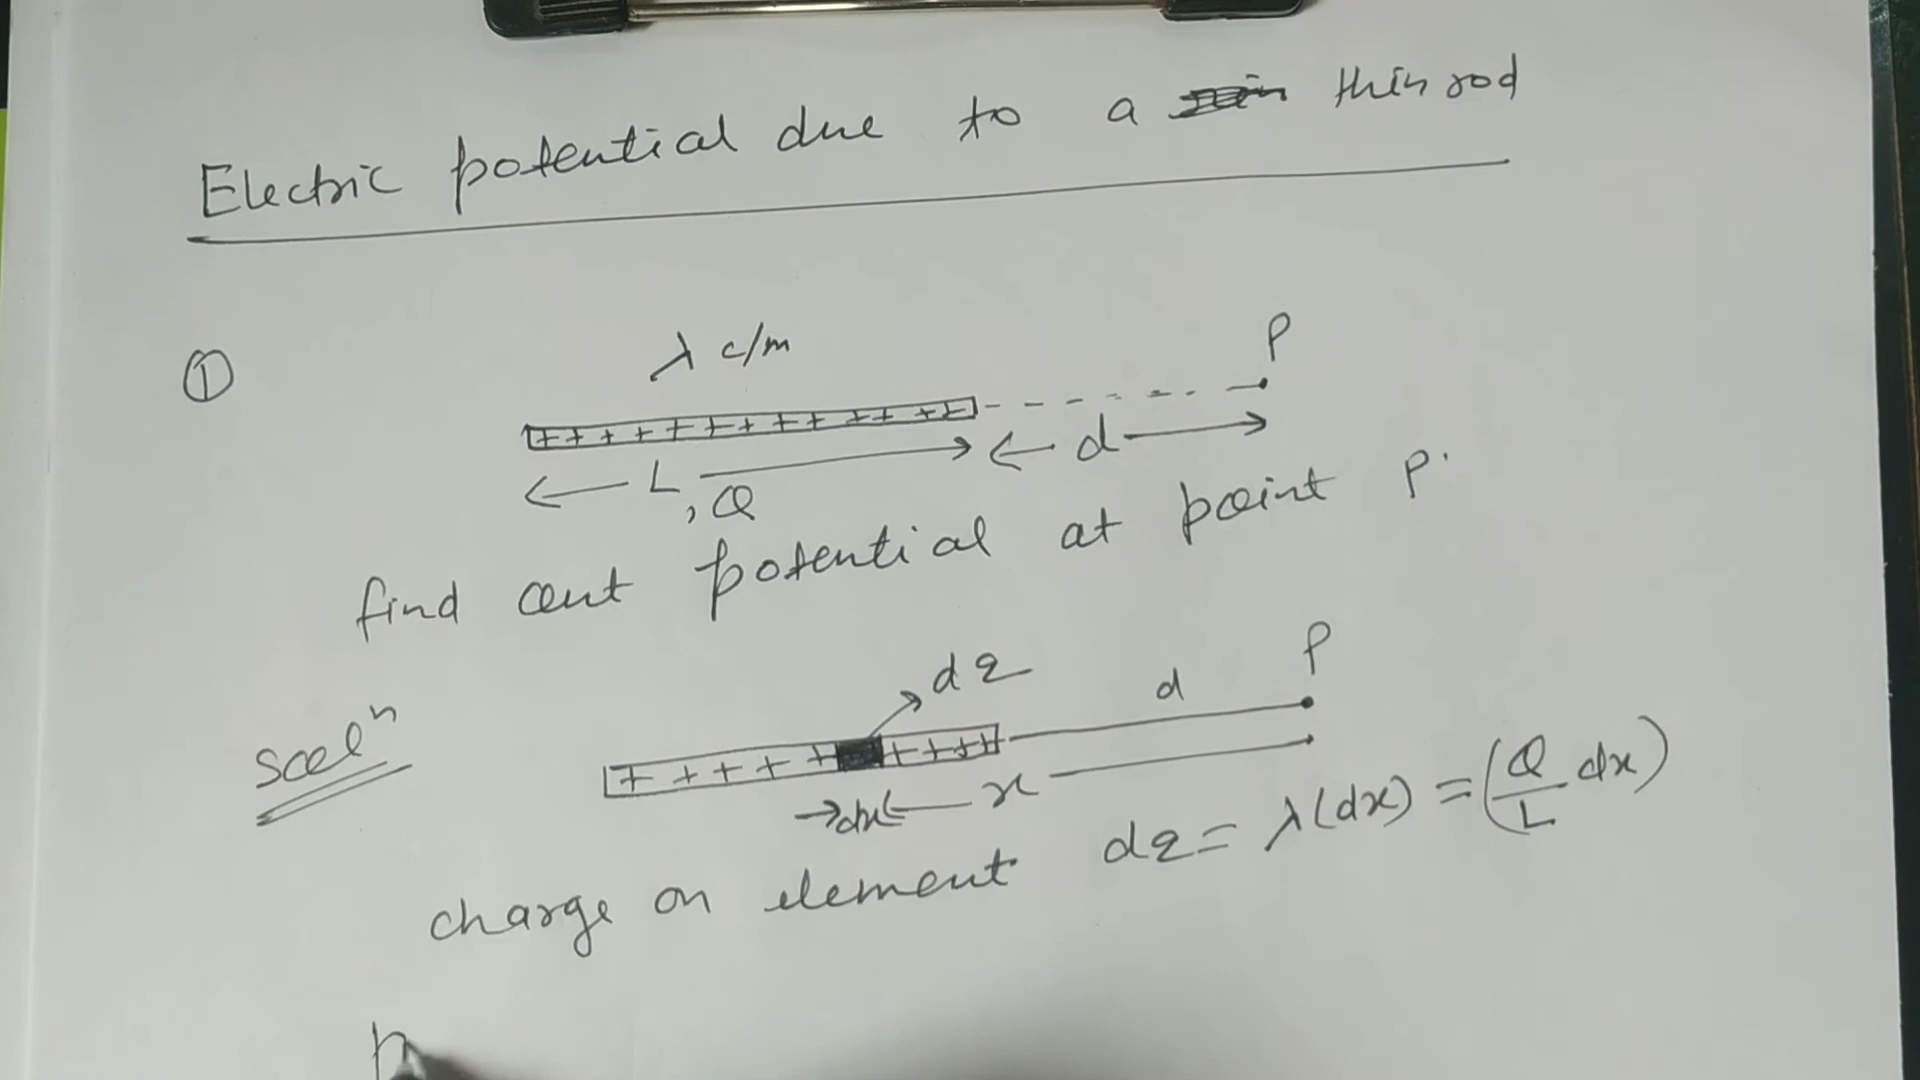 Electric potential due to a thin rod
①
λ c/m
P
+ + + + + + + + + + + + +
L, Q
d
find out potential at point P.
Solⁿ
dq
d
P
+ + + + + + + + +
dx
x
charge on element dq = λ(dx) = (Q/L dx)